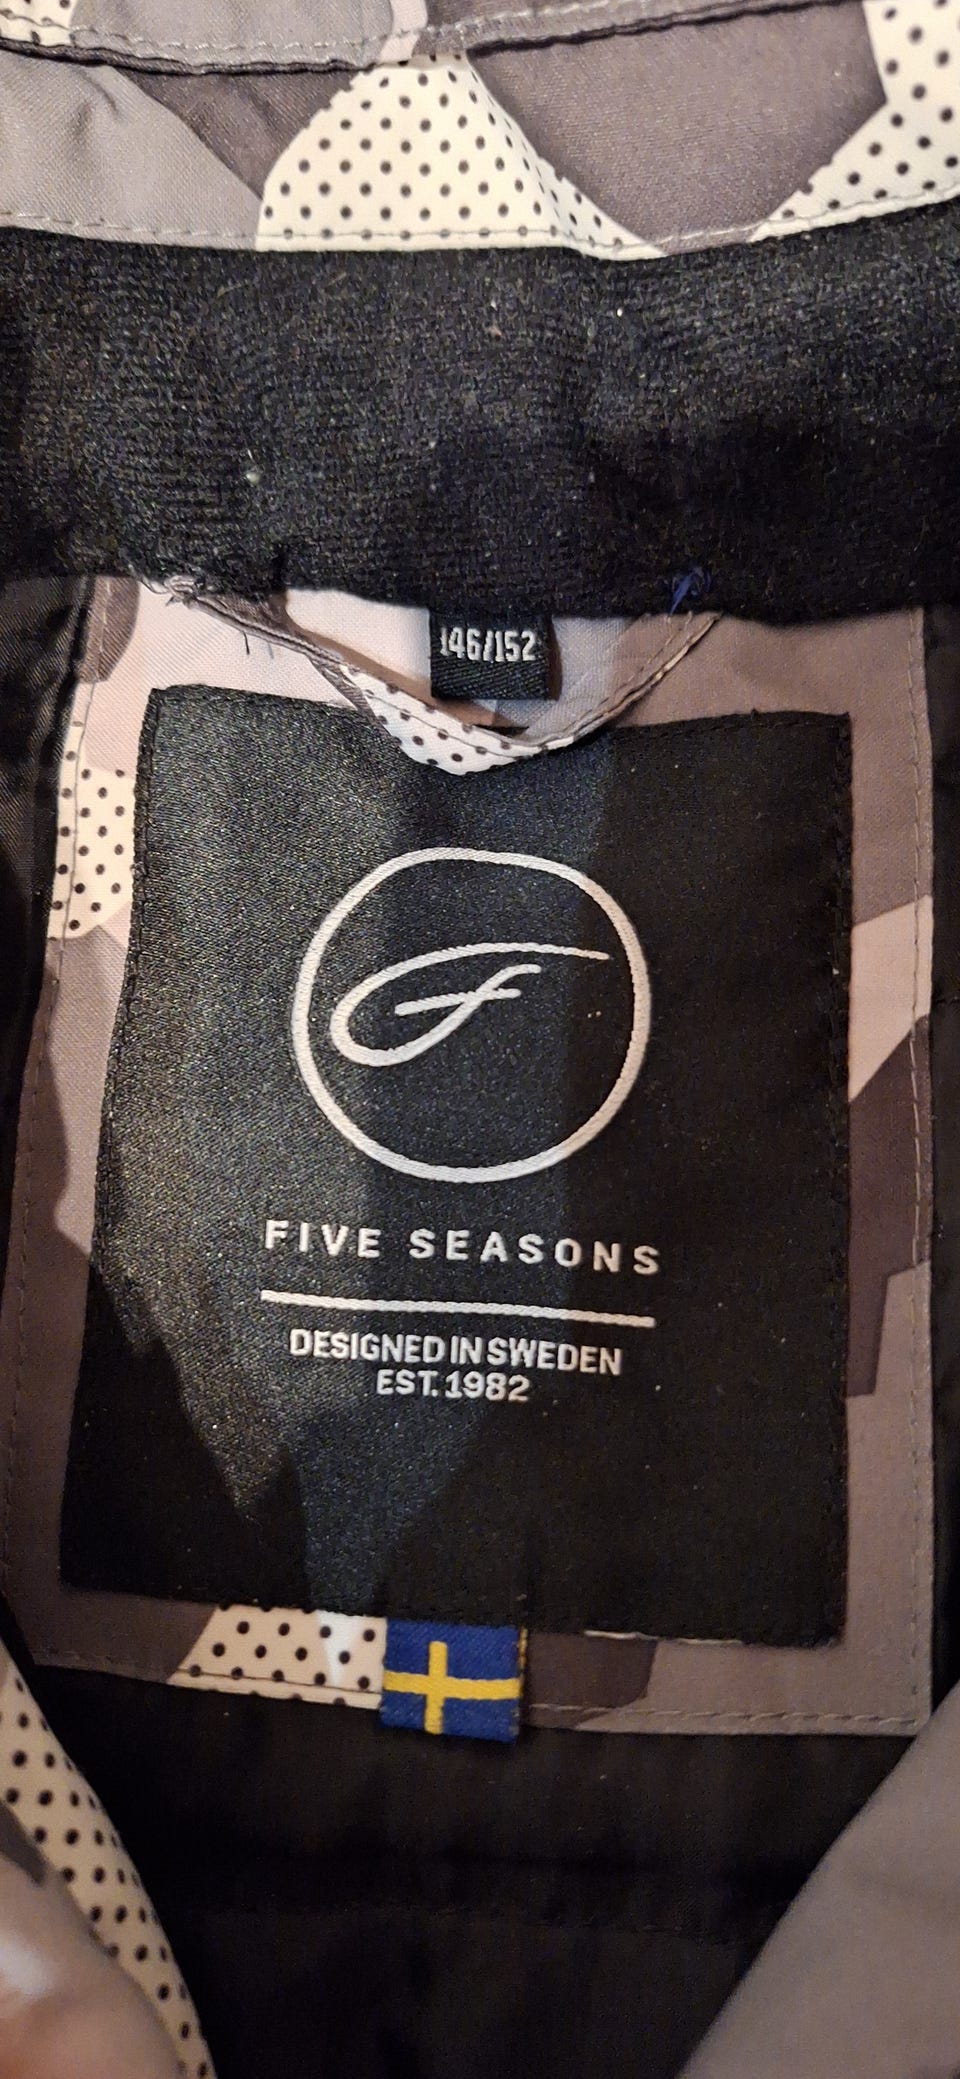 146/152
F
FIVE SEASONS
DESIGNED IN SWEDEN
EST. 1982